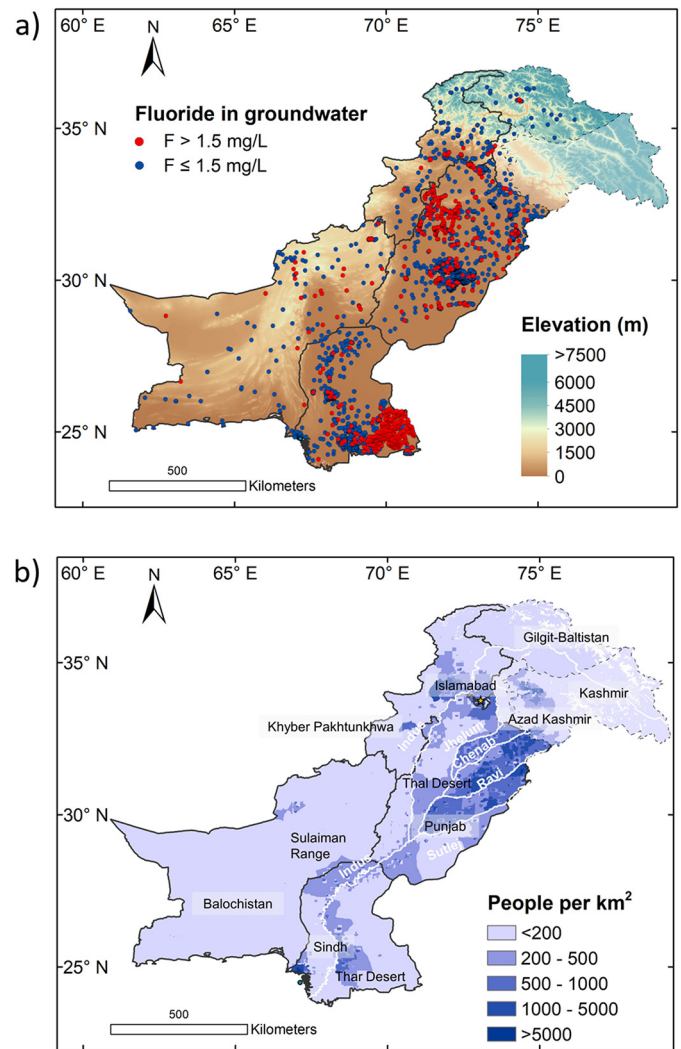 a)
60° E
65° E
70° E
75° E
N
Fluoride in groundwater
F > 1.5 mg/L
F ≤ 1.5 mg/L
35° N
30° N
25° N
Elevation (m)
>7500
6000
4500
3000
1500
0
500
Kilometers
b)
60° E
65° E
70° E
75° E
N
35° N
30° N
25° N
Gilgit-Baltistan
Islamabad
Kashmir
Azad Kashmir
Khyber Pakhtunkhwa
Indus
Jhelum
Chenab
Thal Desert
Ravi
Punjab
Sutlej
Sulaiman
Range
Indus
Balochistan
Sindh
Thar Desert
People per km²
<200
200 - 500
500 - 1000
1000 - 5000
>5000
500
Kilometers